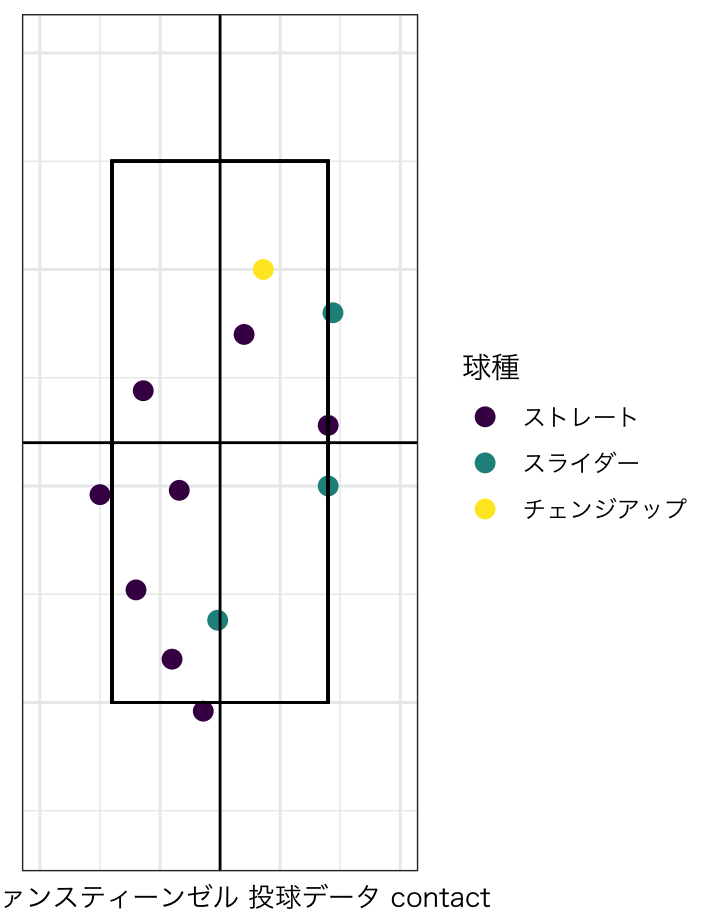 球種
ストレート
スライダー
チェンジアップ
ァンスティーンゼル 投球データ contact